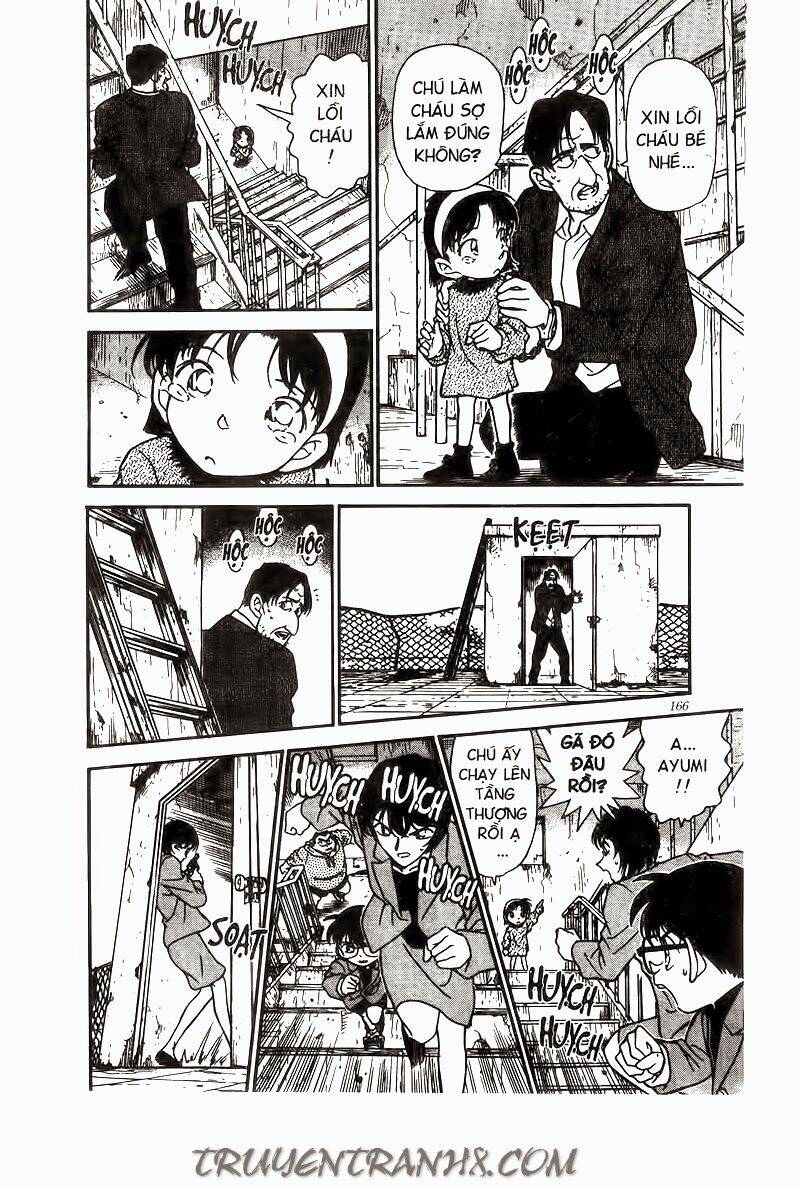 HỘC
HỘC
HỘC
XIN LỖI
CHÁU BÉ
NHÉ...
CHÚ LÀM
CHÁU SỢ
LẮM ĐÚNG
KHÔNG?
HUỴCH
HUỴCH
XIN
LỖI
CHÁU
!
KẸẸT
HỘC
HỘC
HỘC
166
A...
AYUMI
!!
GÃ ĐÓ
ĐÂU
RỒI?
CHÚ ẤY
CHẠY LÊN
TẦNG
THƯỢNG
RỒI Ạ
...
HUỴCH
HUỴCH
HUỴCH
HUỴCH
HUỴCH
SOẠT
TRUYENTRANH8.COM